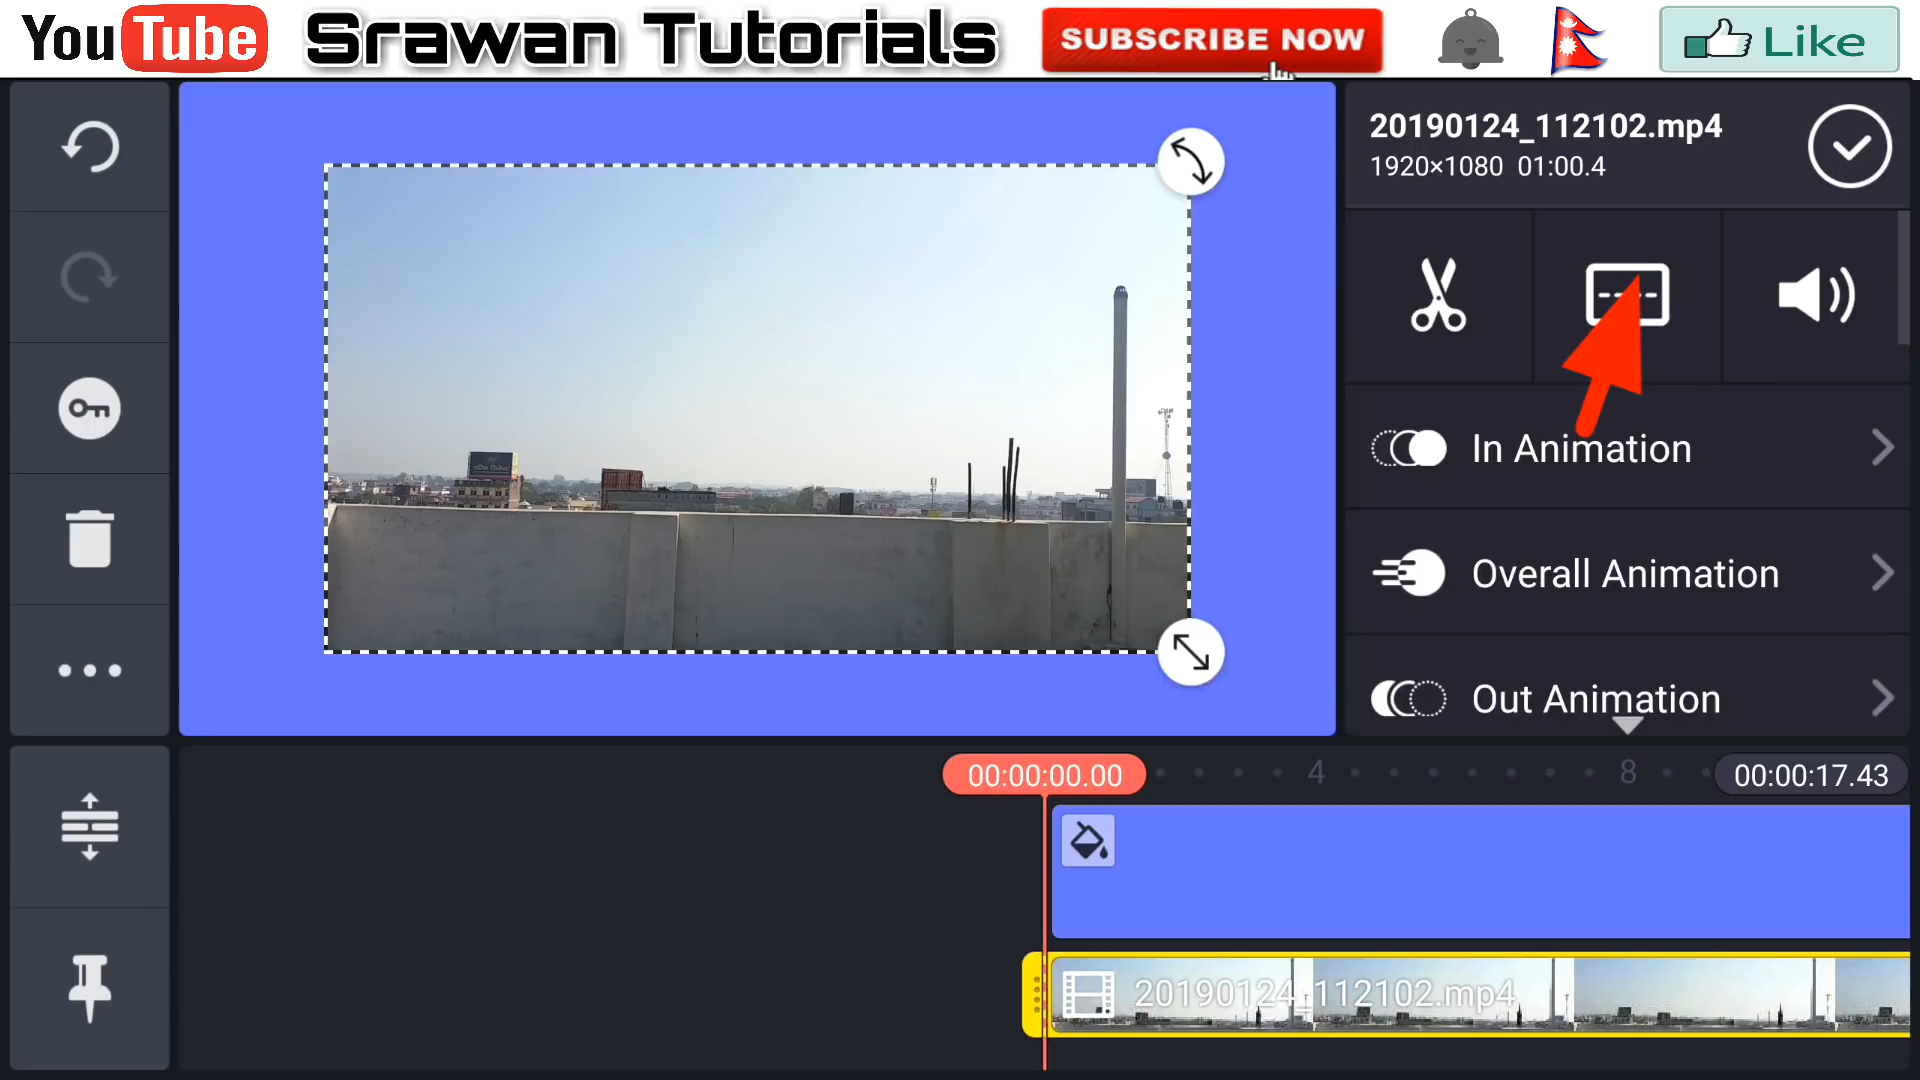 YouTube Srawan Tutorials SUBSCRIBE NOW Like
20190124_112102.mp4
1920×1080 01:00.4
In Animation
Overall Animation
Out Animation
00:00:00.00 4 8 00:00:17.43
20190124_112102.mp4